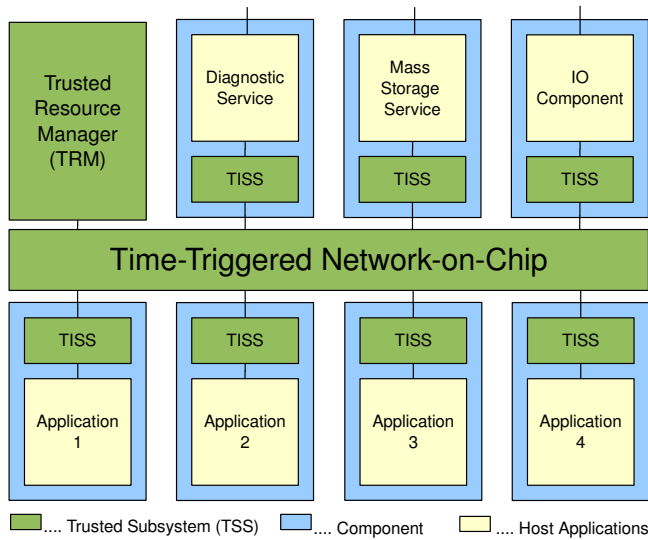 Trusted
Resource
Manager
(TRM)
Diagnostic
Service
TISS
Mass
Storage
Service
TISS
IO
Component
TISS
Time-Triggered Network-on-Chip
TISS
Application
1
TISS
Application
2
TISS
Application
3
TISS
Application
4
.... Trusted Subsystem (TSS)
.... Component
.... Host Applications